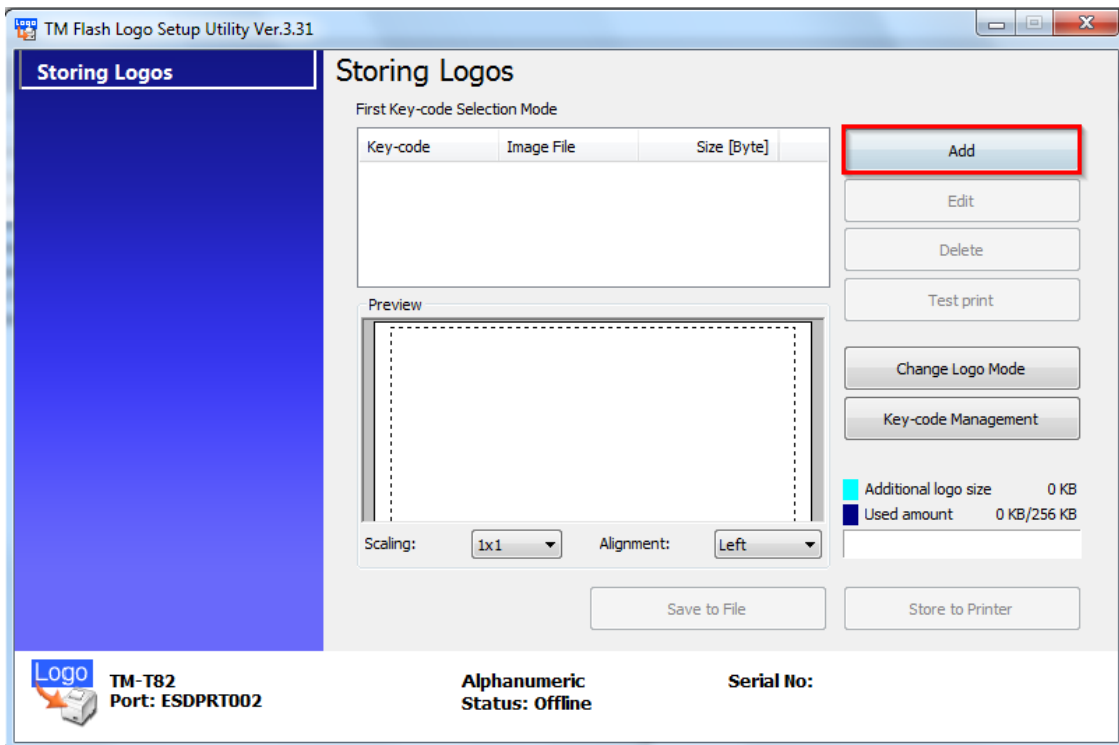 TM Flash Logo Setup Utility Ver.3.31
Storing Logos
Storing Logos
First Key-code Selection Mode
Key-code Image File Size [Byte]
Add
Edit
Delete
Test print
Preview
Change Logo Mode
Key-code Management
Additional logo size 0 KB
Used amount 0 KB/256 KB
Scaling: 1x1 Alignment: Left
Save to File Store to Printer
Logo
TM-T82 Alphanumeric Serial No:
Port: ESDPRT002 Status: Offline